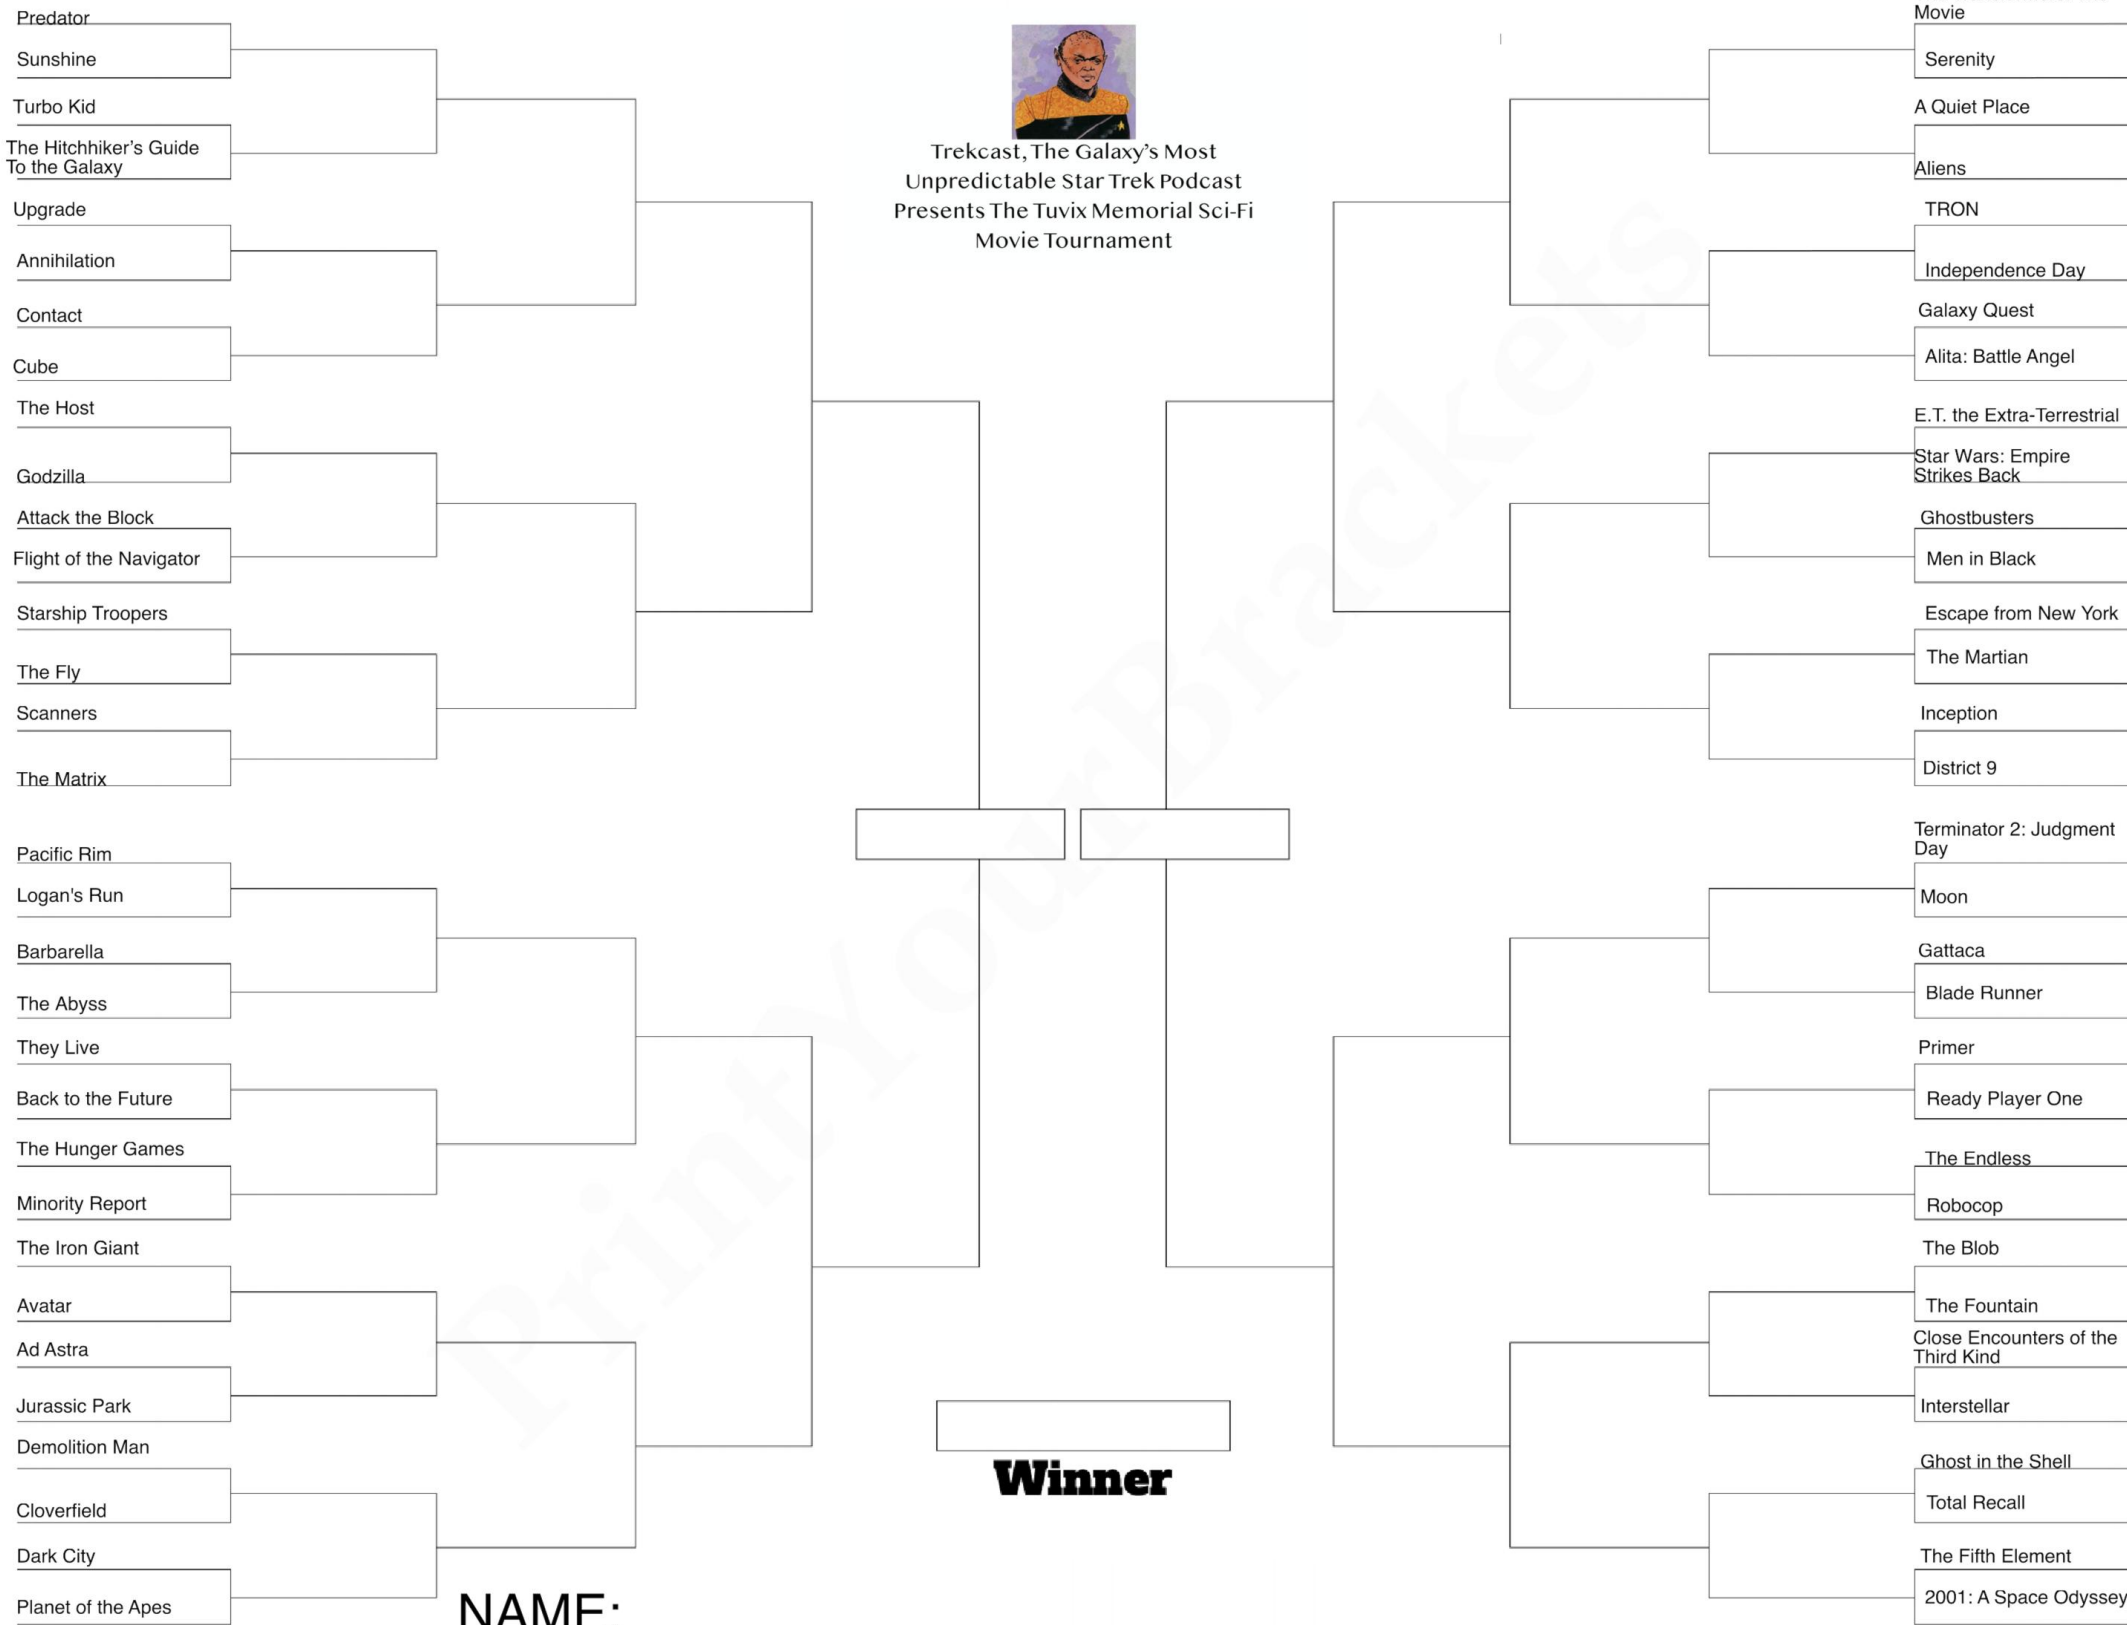 Predator
Sunshine
Turbo Kid
The Hitchhiker's Guide
To the Galaxy
Upgrade
Annihilation
Contact
Cube
The Host
Godzilla
Attack the Block
Flight of the Navigator
Starship Troopers
The Fly
Scanners
The Matrix
Pacific Rim
Logan's Run
Barbarella
The Abyss
They Live
Back to the Future
The Hunger Games
Minority Report
The Iron Giant
Avatar
Ad Astra
Jurassic Park
Demolition Man
Cloverfield
Dark City
Planet of the Apes
Trekcast, The Galaxy's Most
Unpredictable Star Trek Podcast
Presents The Tuvix Memorial Sci-Fi
Movie Tournament
PrintYourBrackets
Winner
NAME:
Movie
Serenity
A Quiet Place
Aliens
TRON
Independence Day
Galaxy Quest
Alita: Battle Angel
E.T. the Extra-Terrestrial
Star Wars: Empire
Strikes Back
Ghostbusters
Men in Black
Escape from New York
The Martian
Inception
District 9
Terminator 2: Judgment
Day
Moon
Gattaca
Blade Runner
Primer
Ready Player One
The Endless
Robocop
The Blob
The Fountain
Close Encounters of the
Third Kind
Interstellar
Ghost in the Shell
Total Recall
The Fifth Element
2001: A Space Odyssey